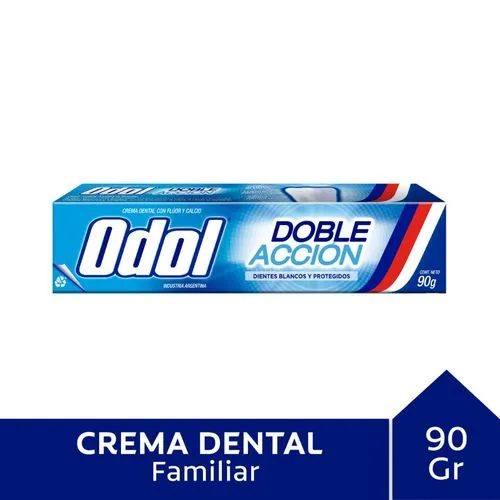 CREMA DENTAL CON FLÚOR Y CALCIO
Odol
INDUSTRIA ARGENTINA
DOBLE
ACCIÓN
DIENTES BLANCOS Y PROTEGIDOS
CONT. NETO
90g
CREMA DENTAL
Familiar
90
Gr